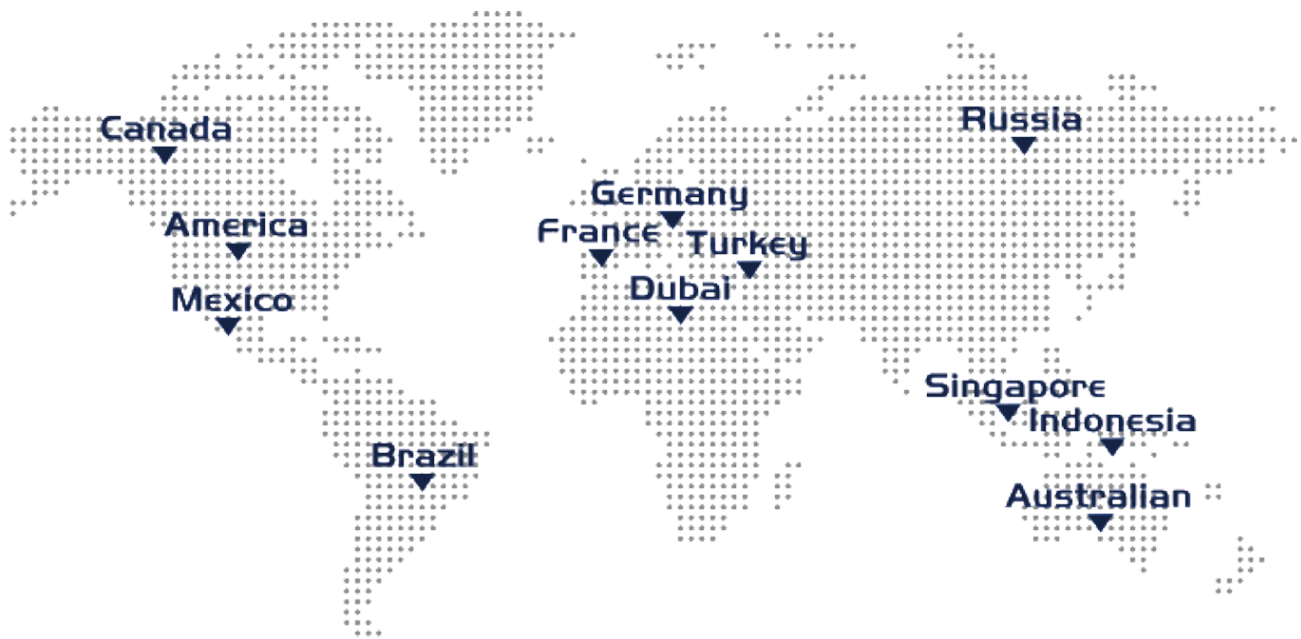 Canada
Russia
Germany
America
France
Turkey
Dubai
Mexico
Singapore
Indonesia
Brazil
Australian